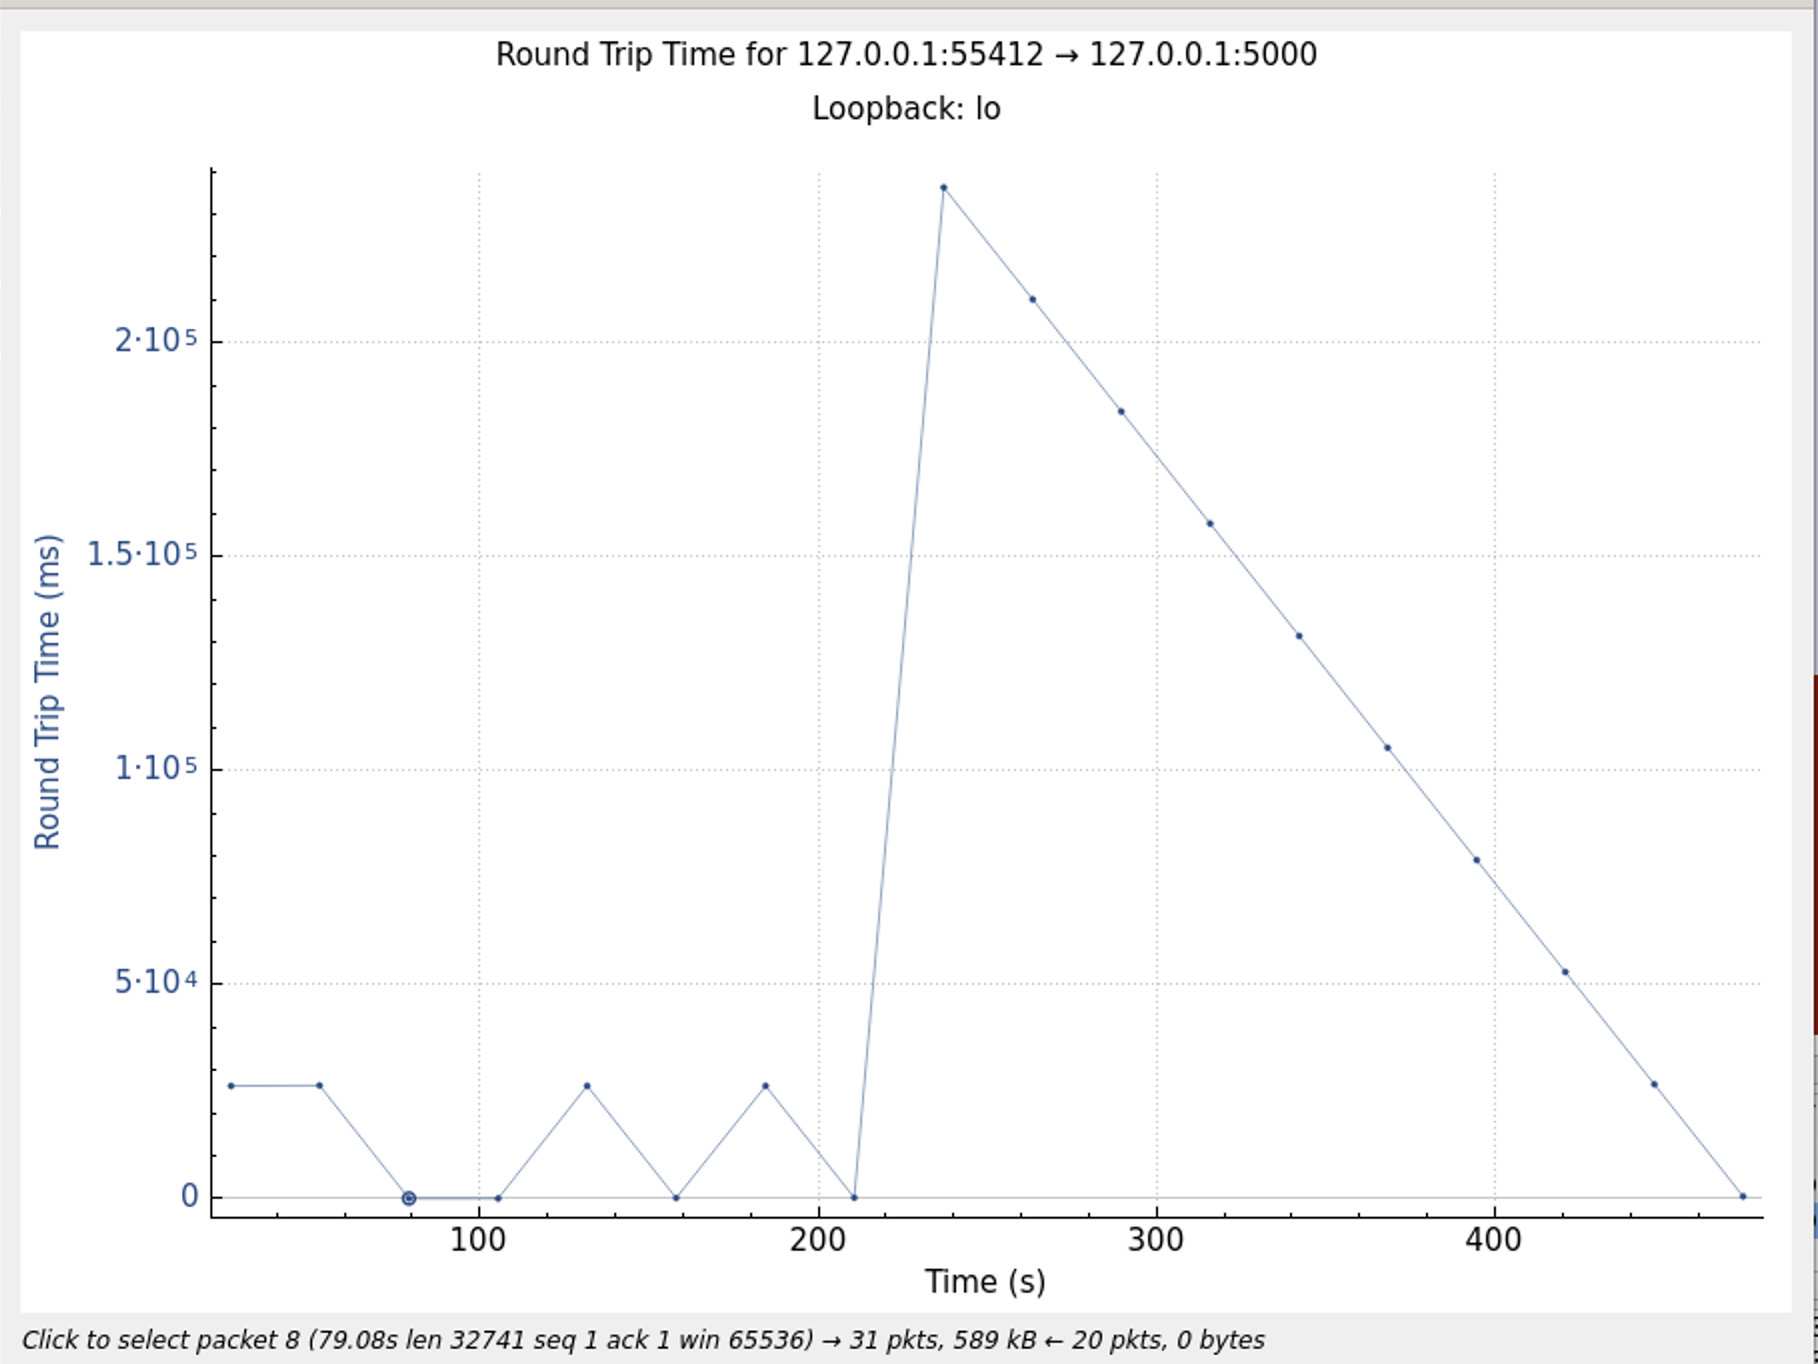 Round Trip Time for 127.0.0.1:55412 → 127.0.0.1:5000
Loopback: lo
Round Trip Time (ms)
2·10⁵
1.5·10⁵
1·10⁵
5·10⁴
0
100 200 300 400
Time (s)
Click to select packet 8 (79.08s len 32741 seq 1 ack 1 win 65536) → 31 pkts, 589 kB ← 20 pkts, 0 bytes